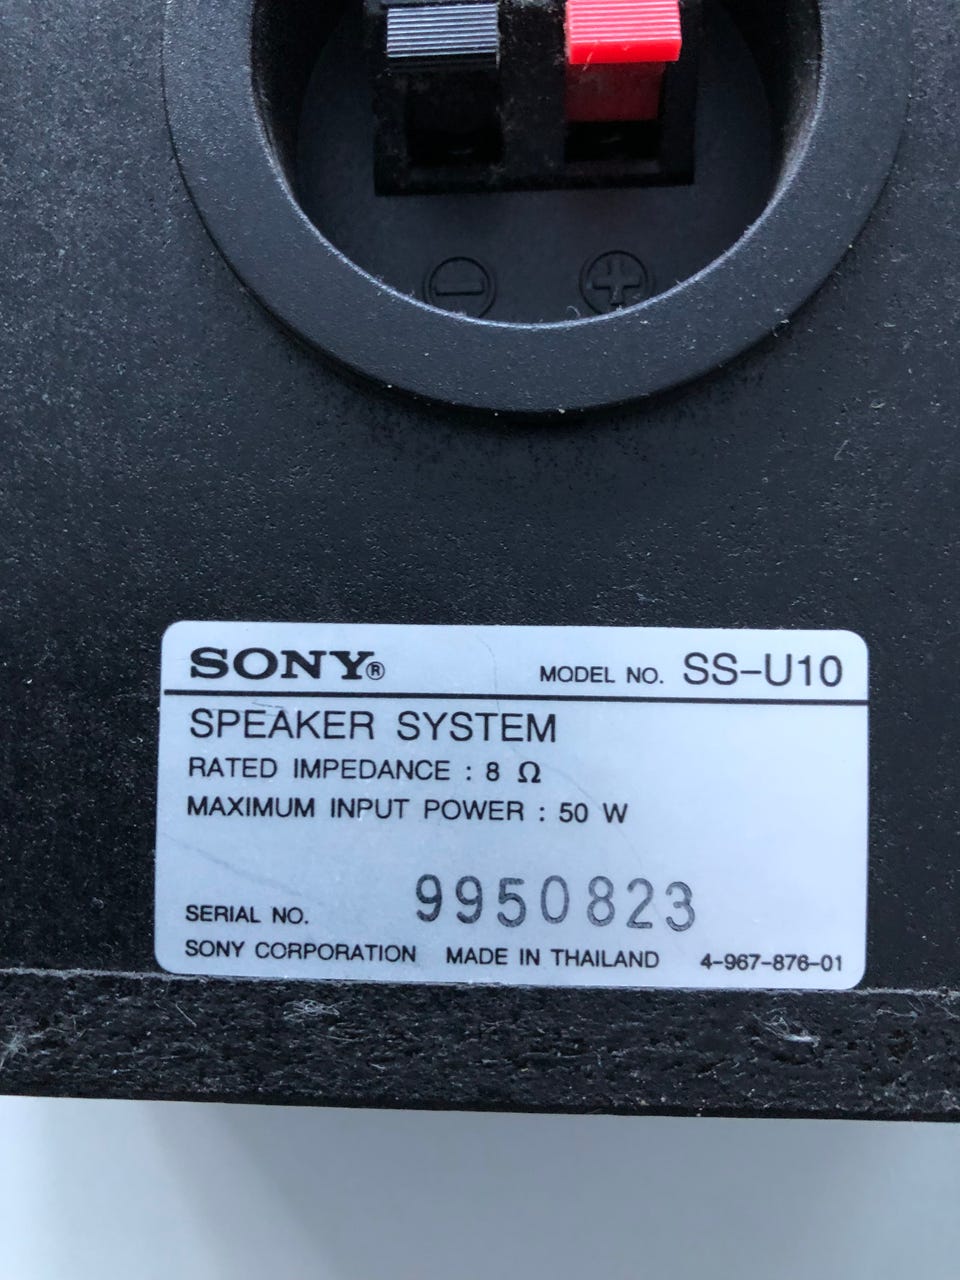 SONY® MODEL NO. SS-U10
SPEAKER SYSTEM
RATED IMPEDANCE : 8 Ω
MAXIMUM INPUT POWER : 50 W
SERIAL NO. 9950823
SONY CORPORATION MADE IN THAILAND 4-967-876-01